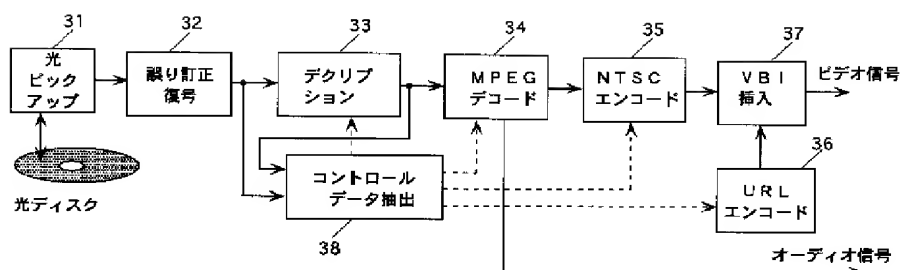 31
32
33
34
35
37
光
ピック
アップ
誤り訂正
復号
デクリプ
ション
ＭＰＥＧ
デコード
ＮＴＳＣ
エンコード
ＶＢＩ
挿入
ビデオ信号
36
光ディスク
コントロール
データ抽出
38
ＵＲＬ
エンコード
オーディオ信号